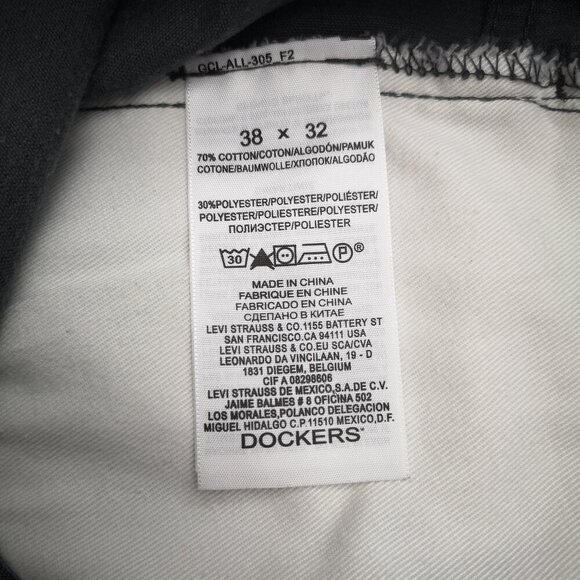 GCL-ALL-305 F2
38 × 32
70% COTTON/COTON/ALGODÓN/PAMUK
COTONE/BAUMWOLLE/ХЛОПОК/ALGODÃO
30%POLYESTER/POLYESTER/POLIÉSTER/
POLYESTER/POLIESTERE/POLYESTER/
ПОЛИЭСТЕР/POLIESTER
30 P ®
MADE IN CHINA
FABRIQUE EN CHINE
FABRICADO EN CHINA
СДЕЛАНО В КИТАЕ
LEVI STRAUSS & CO.1155 BATTERY ST
SAN FRANCISCO.CA 94111 USA
LEVI STRAUSS & CO.EU SCA/CVA
LEONARDO DA VINCILAAN, 19 - D
1831 DIEGEM, BELGIUM
CIF A 08298606
LEVI STRAUSS DE MEXICO,S.A.DE C.V.
JAIME BALMES # 8 OFICINA 502
LOS MORALES,POLANCO DELEGACION
MIGUEL HIDALGO C.P 11510 MEXICO,D.F.
DOCKERS™